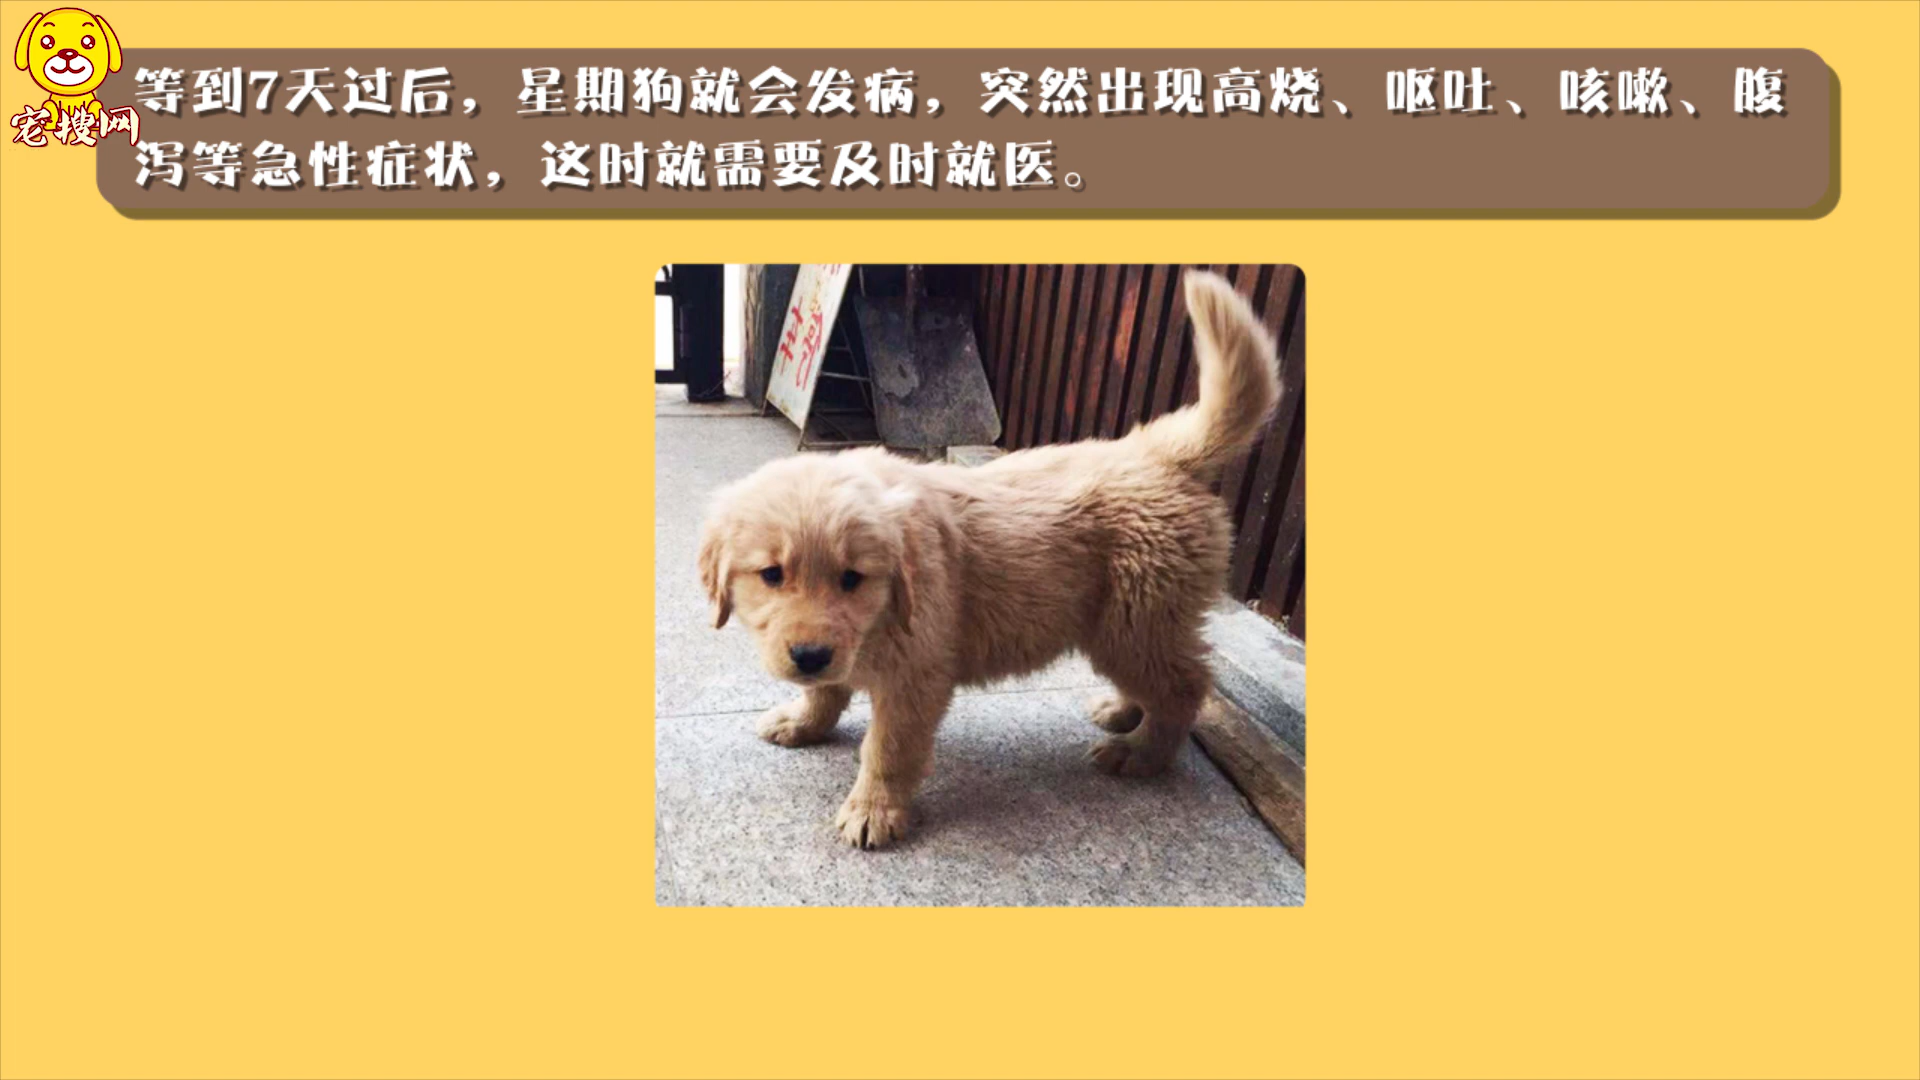 等到7天过后，星期狗就会发病，突然出现高烧、呕吐、咳嗽、腹
泻等急性症状，这时就需要及时就医。
宠搜网